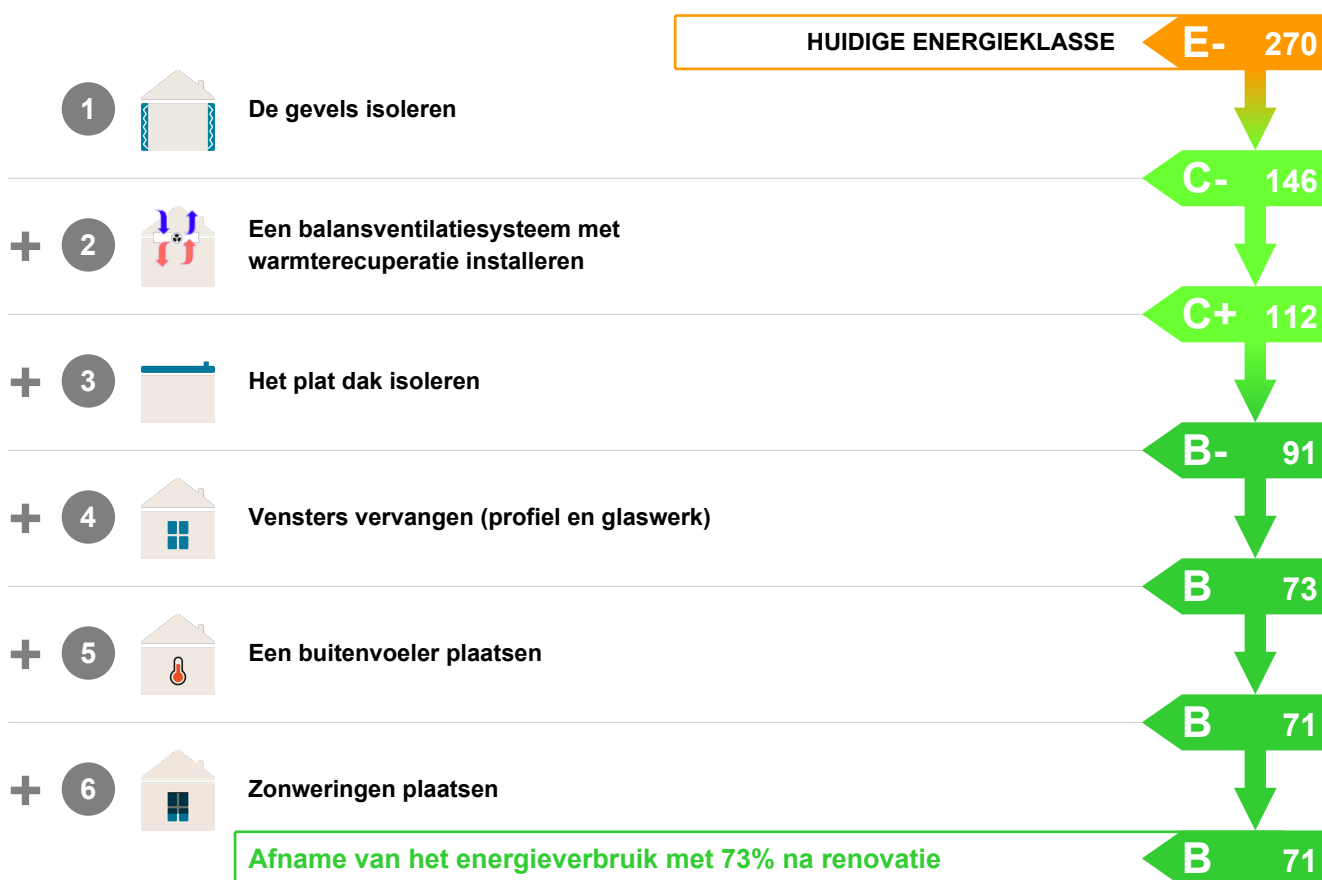 HUIDIGE ENERGIEKLASSE E- 270
1 De gevels isoleren
C- 146
+ 2 Een balansventilatiesysteem met
warmterecuperatie installeren
C+ 112
+ 3 Het plat dak isoleren
B- 91
+ 4 Vensters vervangen (profiel en glaswerk)
B 73
+ 5 Een buitenvoeler plaatsen
B 71
+ 6 Zonweringen plaatsen
Afname van het energieverbruik met 73% na renovatie B 71